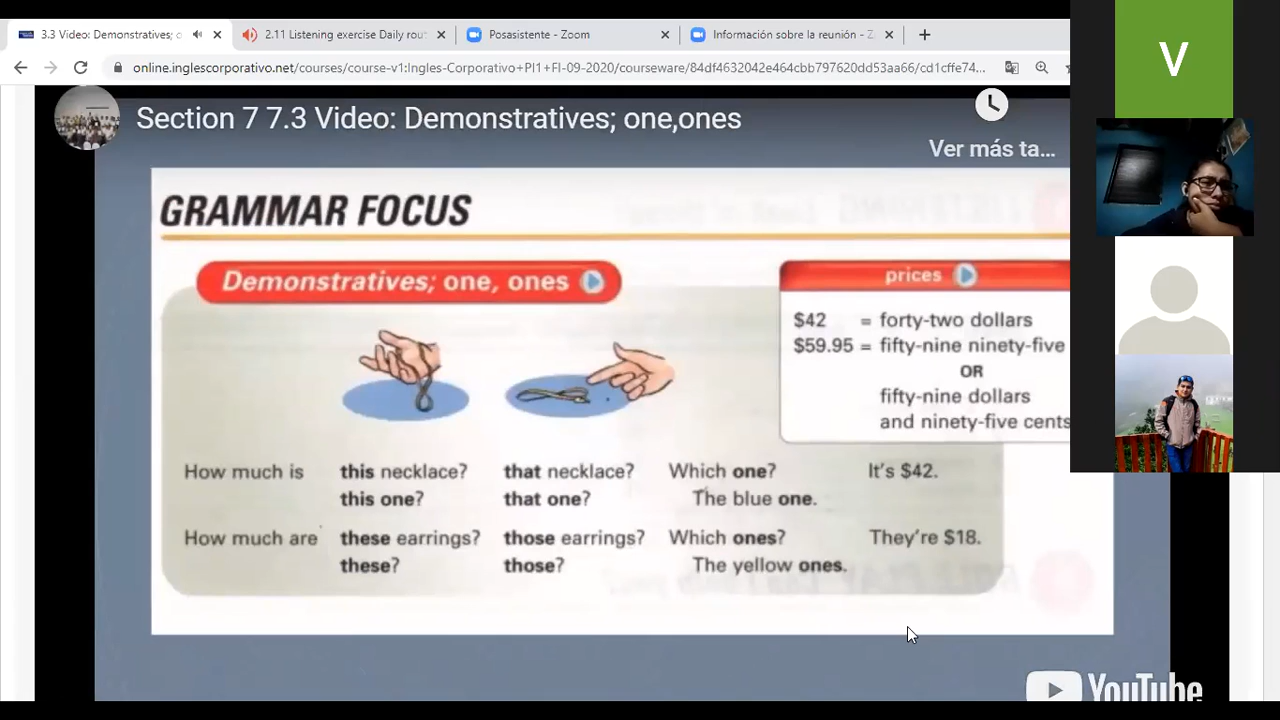 3.3 Video: Demonstratives; o
2.11 Listening exercise Daily rou
Posasistente - Zoom
Información sobre la reunión - Z
online.inglescorporativo.net/courses/course-v1:Ingles-Corporativo+PI1+FI-09-2020/courseware/84df4632042e464cbb797620dd53aa66/cd1cffe74...
Section 7 7.3 Video: Demonstratives; one,ones
Ver más ta...
V
GRAMMAR FOCUS
Demonstratives; one, ones
prices
$42 = forty-two dollars
$59.95 = fifty-nine ninety-five
OR
fifty-nine dollars
and ninety-five cents
How much is this necklace? that necklace? Which one? It's $42.
this one? that one? The blue one.
How much are these earrings? those earrings? Which ones? They're $18.
these? those? The yellow ones.
YouTube